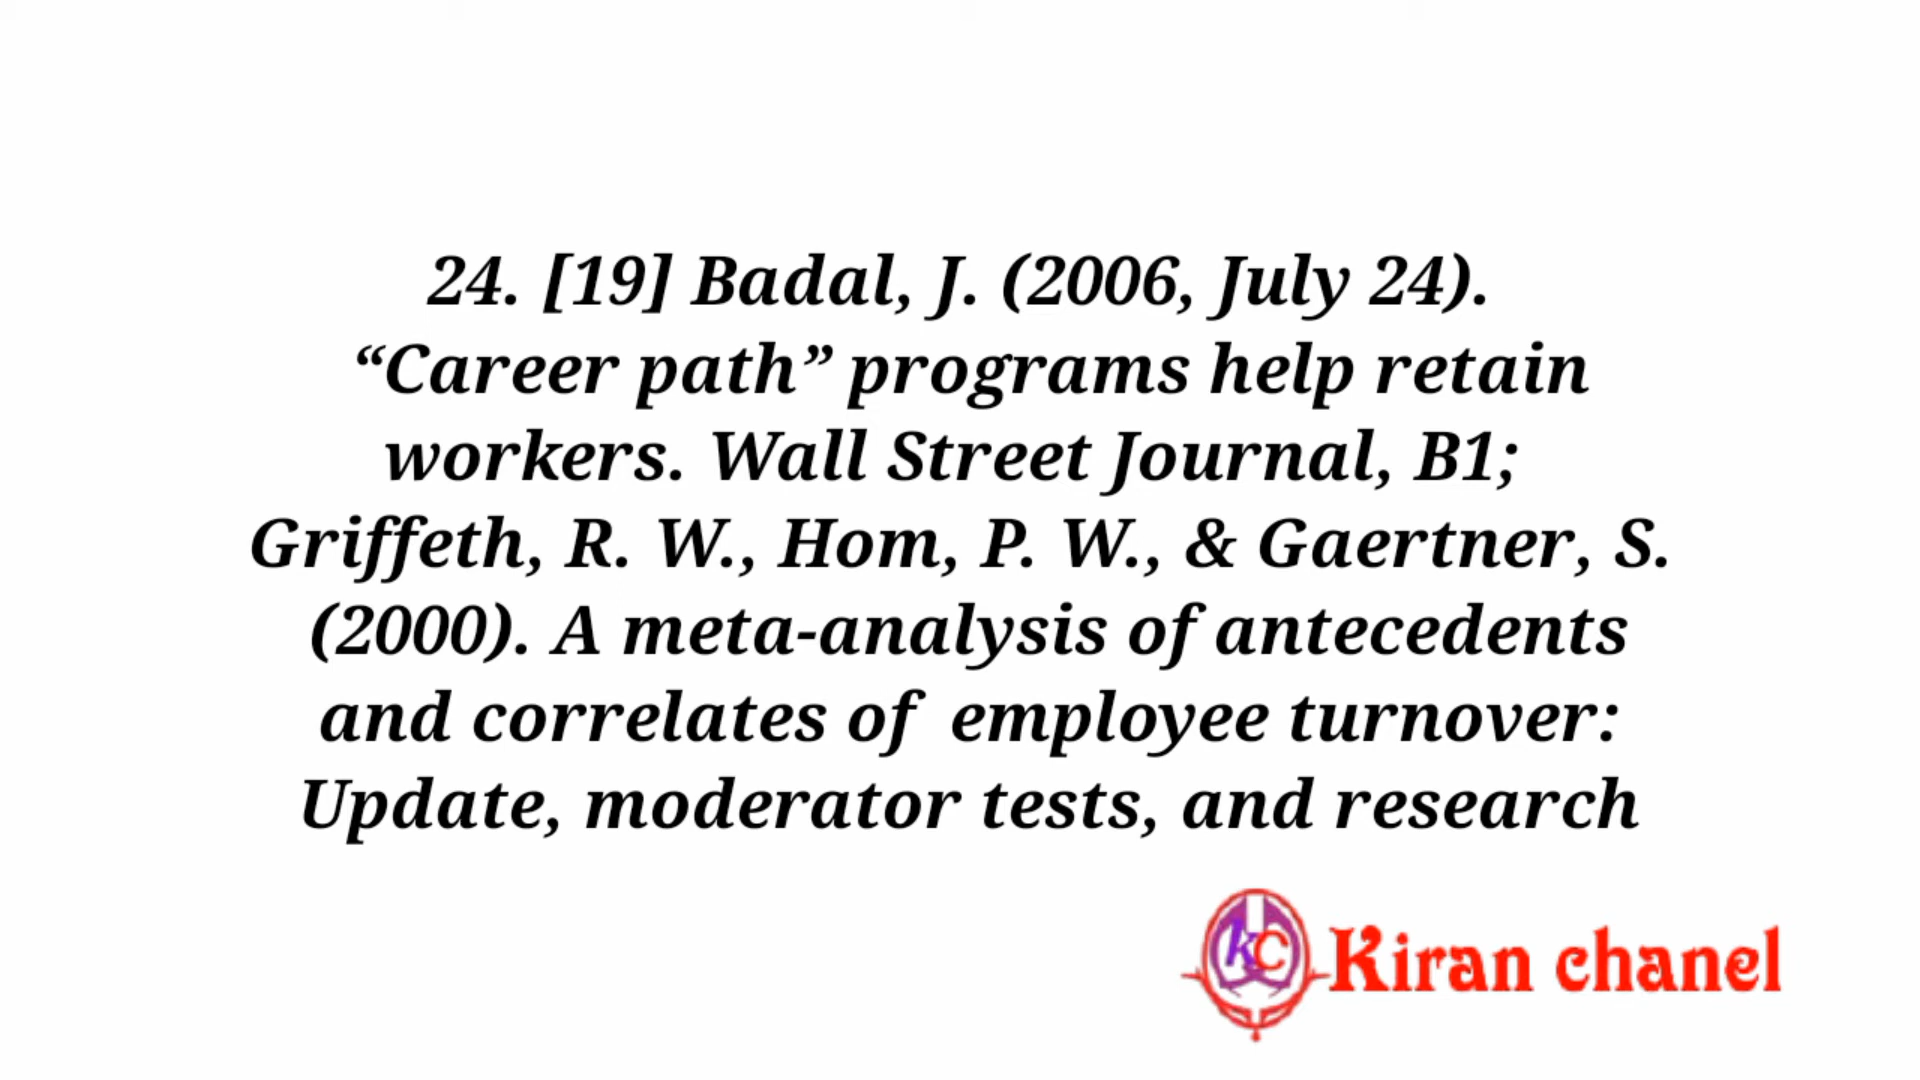 24. [19] Badal, J. (2006, July 24).
“Career path” programs help retain
workers. Wall Street Journal, B1;
Griffeth, R. W., Hom, P. W., & Gaertner, S.
(2000). A meta-analysis of antecedents
and correlates of employee turnover:
Update, moderator tests, and research
KC Kiran chanel